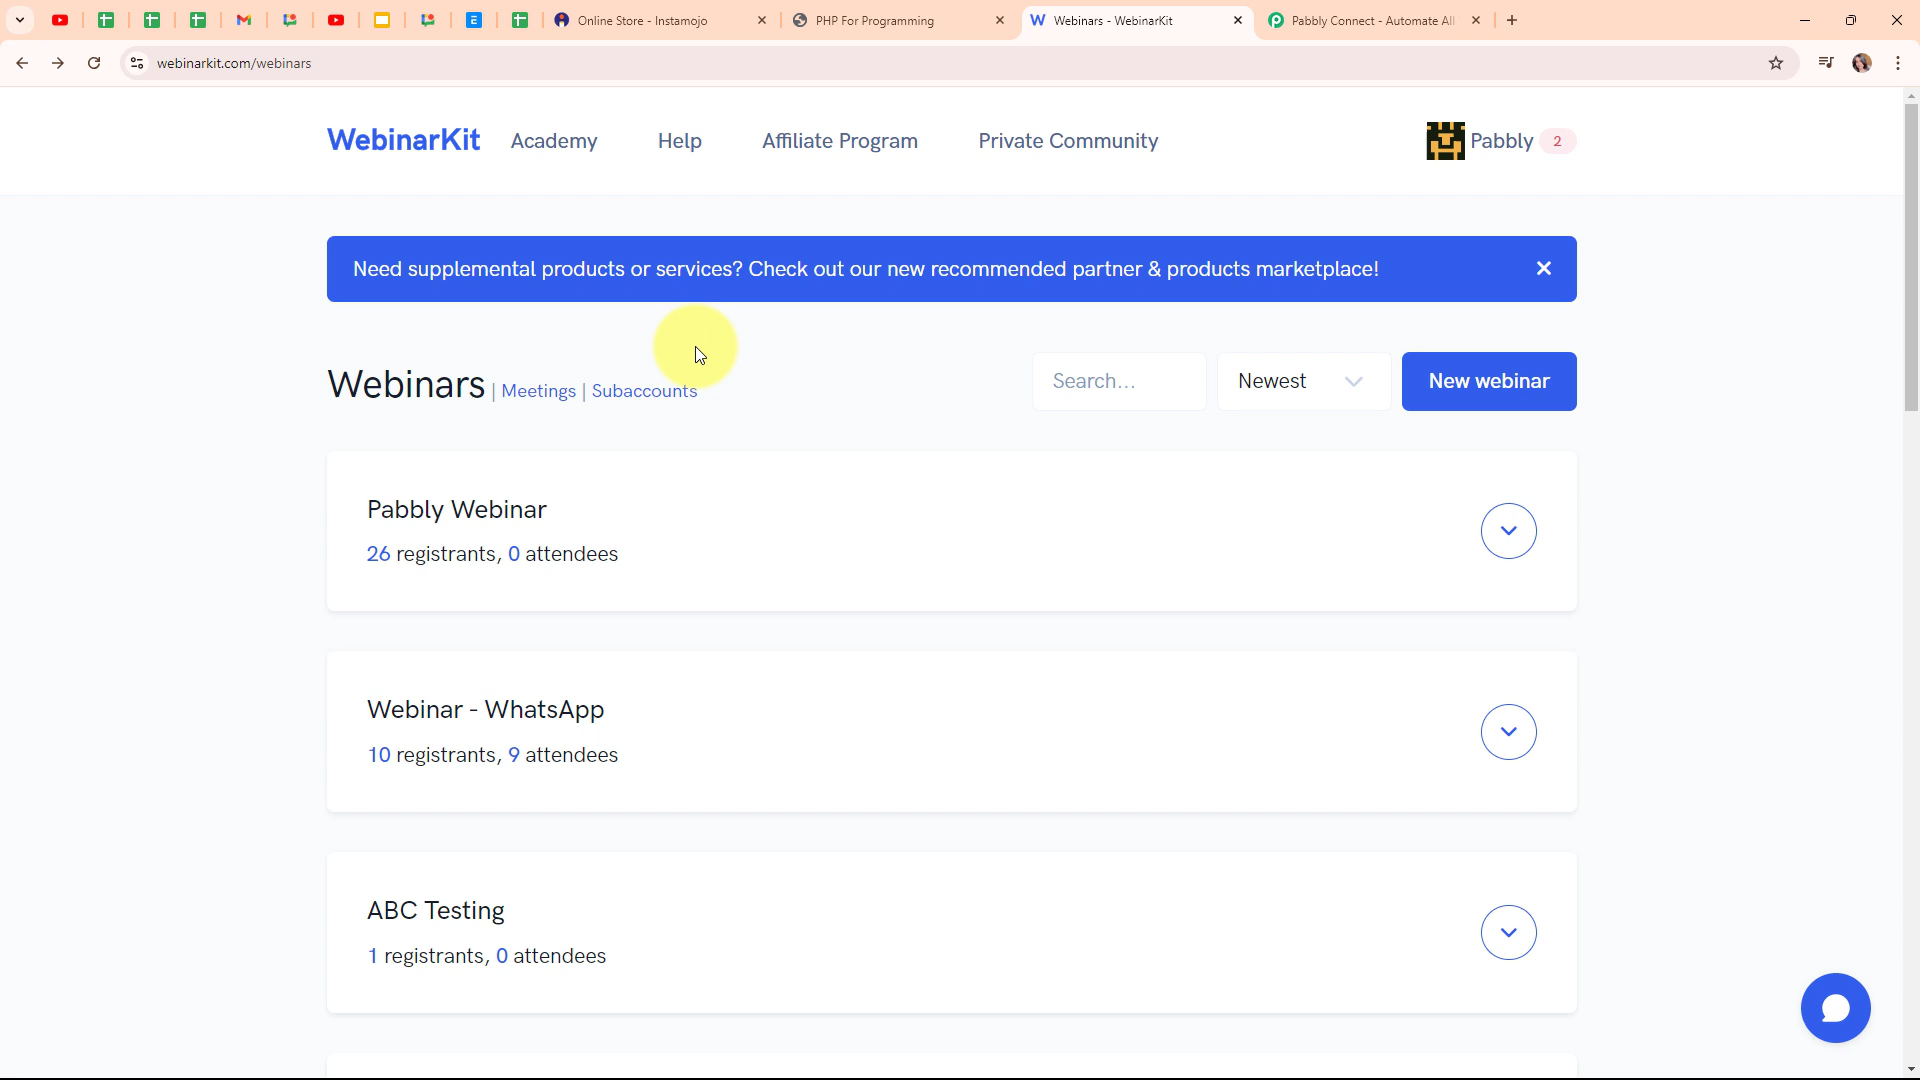 Online Store - Instamojo
PHP For Programming
Webinars - WebinarKit
Pabbly Connect - Automate All
webinarkit.com/webinars
WebinarKit
Academy
Help
Affiliate Program
Private Community
Pabbly
2
Need supplemental products or services? Check out our new recommended partner & products marketplace!
Webinars | Meetings | Subaccounts
Search...
Newest
New webinar
Pabbly Webinar
26 registrants, 0 attendees
Webinar - WhatsApp
10 registrants, 9 attendees
ABC Testing
1 registrants, 0 attendees